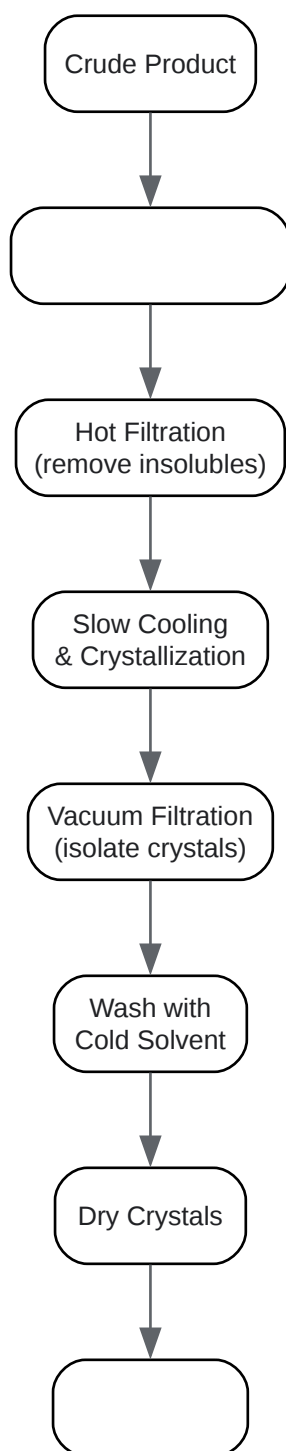 Crude Product
Hot Filtration
(remove insolubles)
Slow Cooling
& Crystallization
Vacuum Filtration
(isolate crystals)
Wash with
Cold Solvent
Dry Crystals